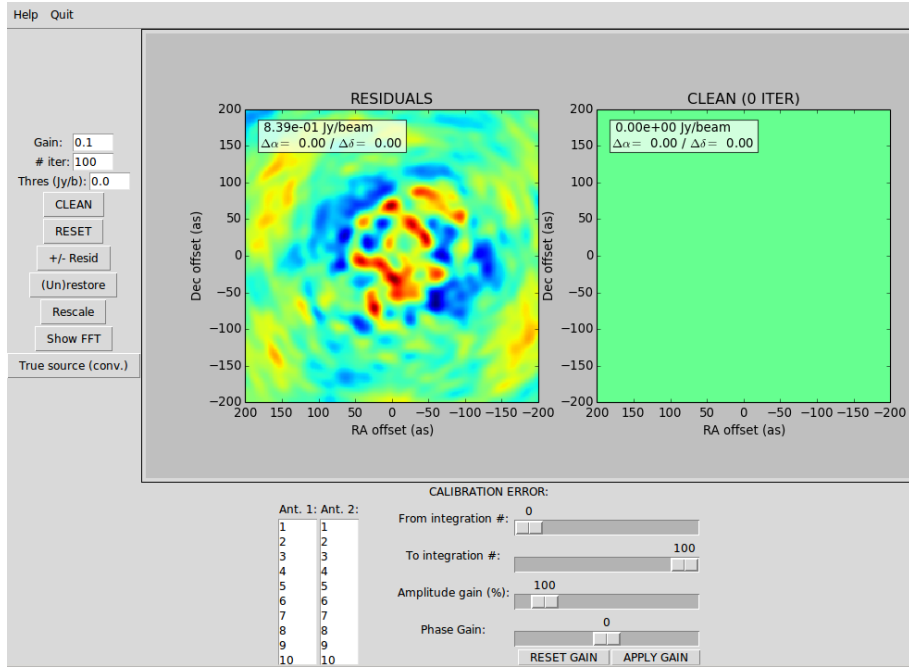 Help Quit
RESIDUALS
CLEAN (0 ITER)
8.39e-01 Jy/beam
Δα= 0.00 / Δδ= 0.00
0.00e+00 Jy/beam
Δα= 0.00 / Δδ= 0.00
Gain: 0.1
# iter: 100
Thres (Jy/b): 0.0
CLEAN
RESET
+/- Resid
(Un)restore
Rescale
Show FFT
True source (conv.)
Dec offset (as)
200
150
100
50
0
−50
−100
−150
−200
200 150 100 50 0 −50 −100 −150 −200
RA offset (as)
Dec offset (as)
200
150
100
50
0
−50
−100
−150
−200
200 150 100 50 0 −50 −100 −150 −200
RA offset (as)
CALIBRATION ERROR:
Ant. 1: Ant. 2:
1 1
2 2
3 3
4 4
5 5
6 6
7 7
8 8
9 9
10 10
From integration #: 0
To integration #: 100
Amplitude gain (%): 100
Phase Gain: 0
RESET GAIN APPLY GAIN